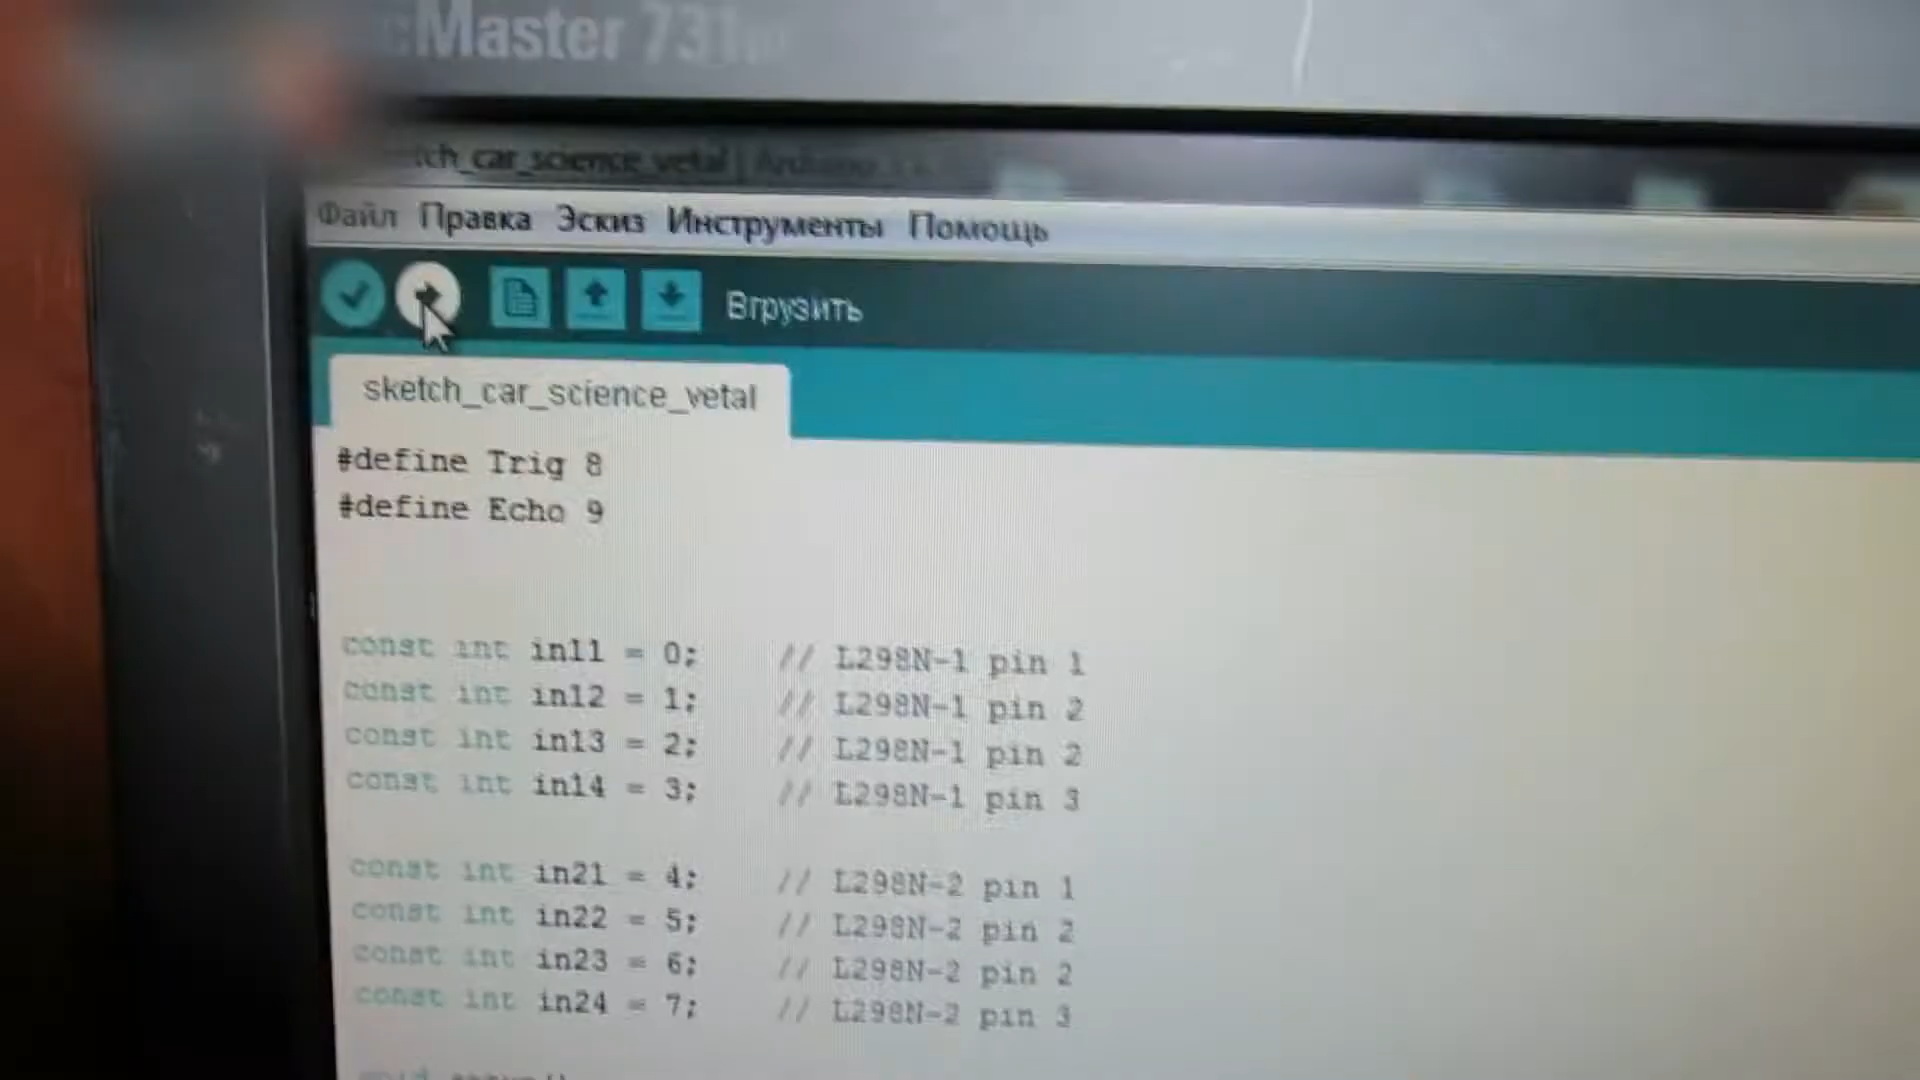 Master 731
ch_car_science_vetal | Arduino
Файл Правка Эскиз Инструменты Помощь
Вгрузить
sketch_car_science_vetal
#define Trig 8
#define Echo 9
const int in11 = 0; // L298N-1 pin 1
const int in12 = 1; // L298N-1 pin 2
const int in13 = 2; // L298N-1 pin 2
const int in14 = 3; // L298N-1 pin 3
const int in21 = 4; // L298N-2 pin 1
const int in22 = 5; // L298N-2 pin 2
const int in23 = 6; // L298N-2 pin 2
const int in24 = 7; // L298N-2 pin 3